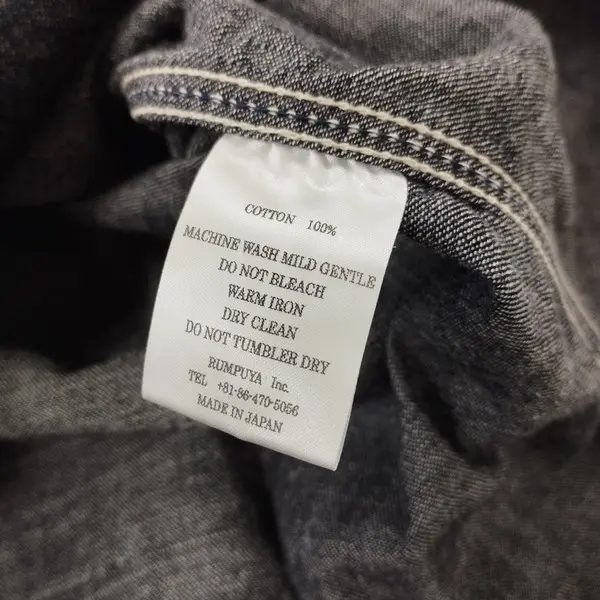 COTTON 100%
MACHINE WASH MILD GENTLE
DO NOT BLEACH
WARM IRON
DRY CLEAN
DO NOT TUMBLER DRY
RUMPUYA Inc.
TEL +81-86-470-5056
MADE IN JAPAN